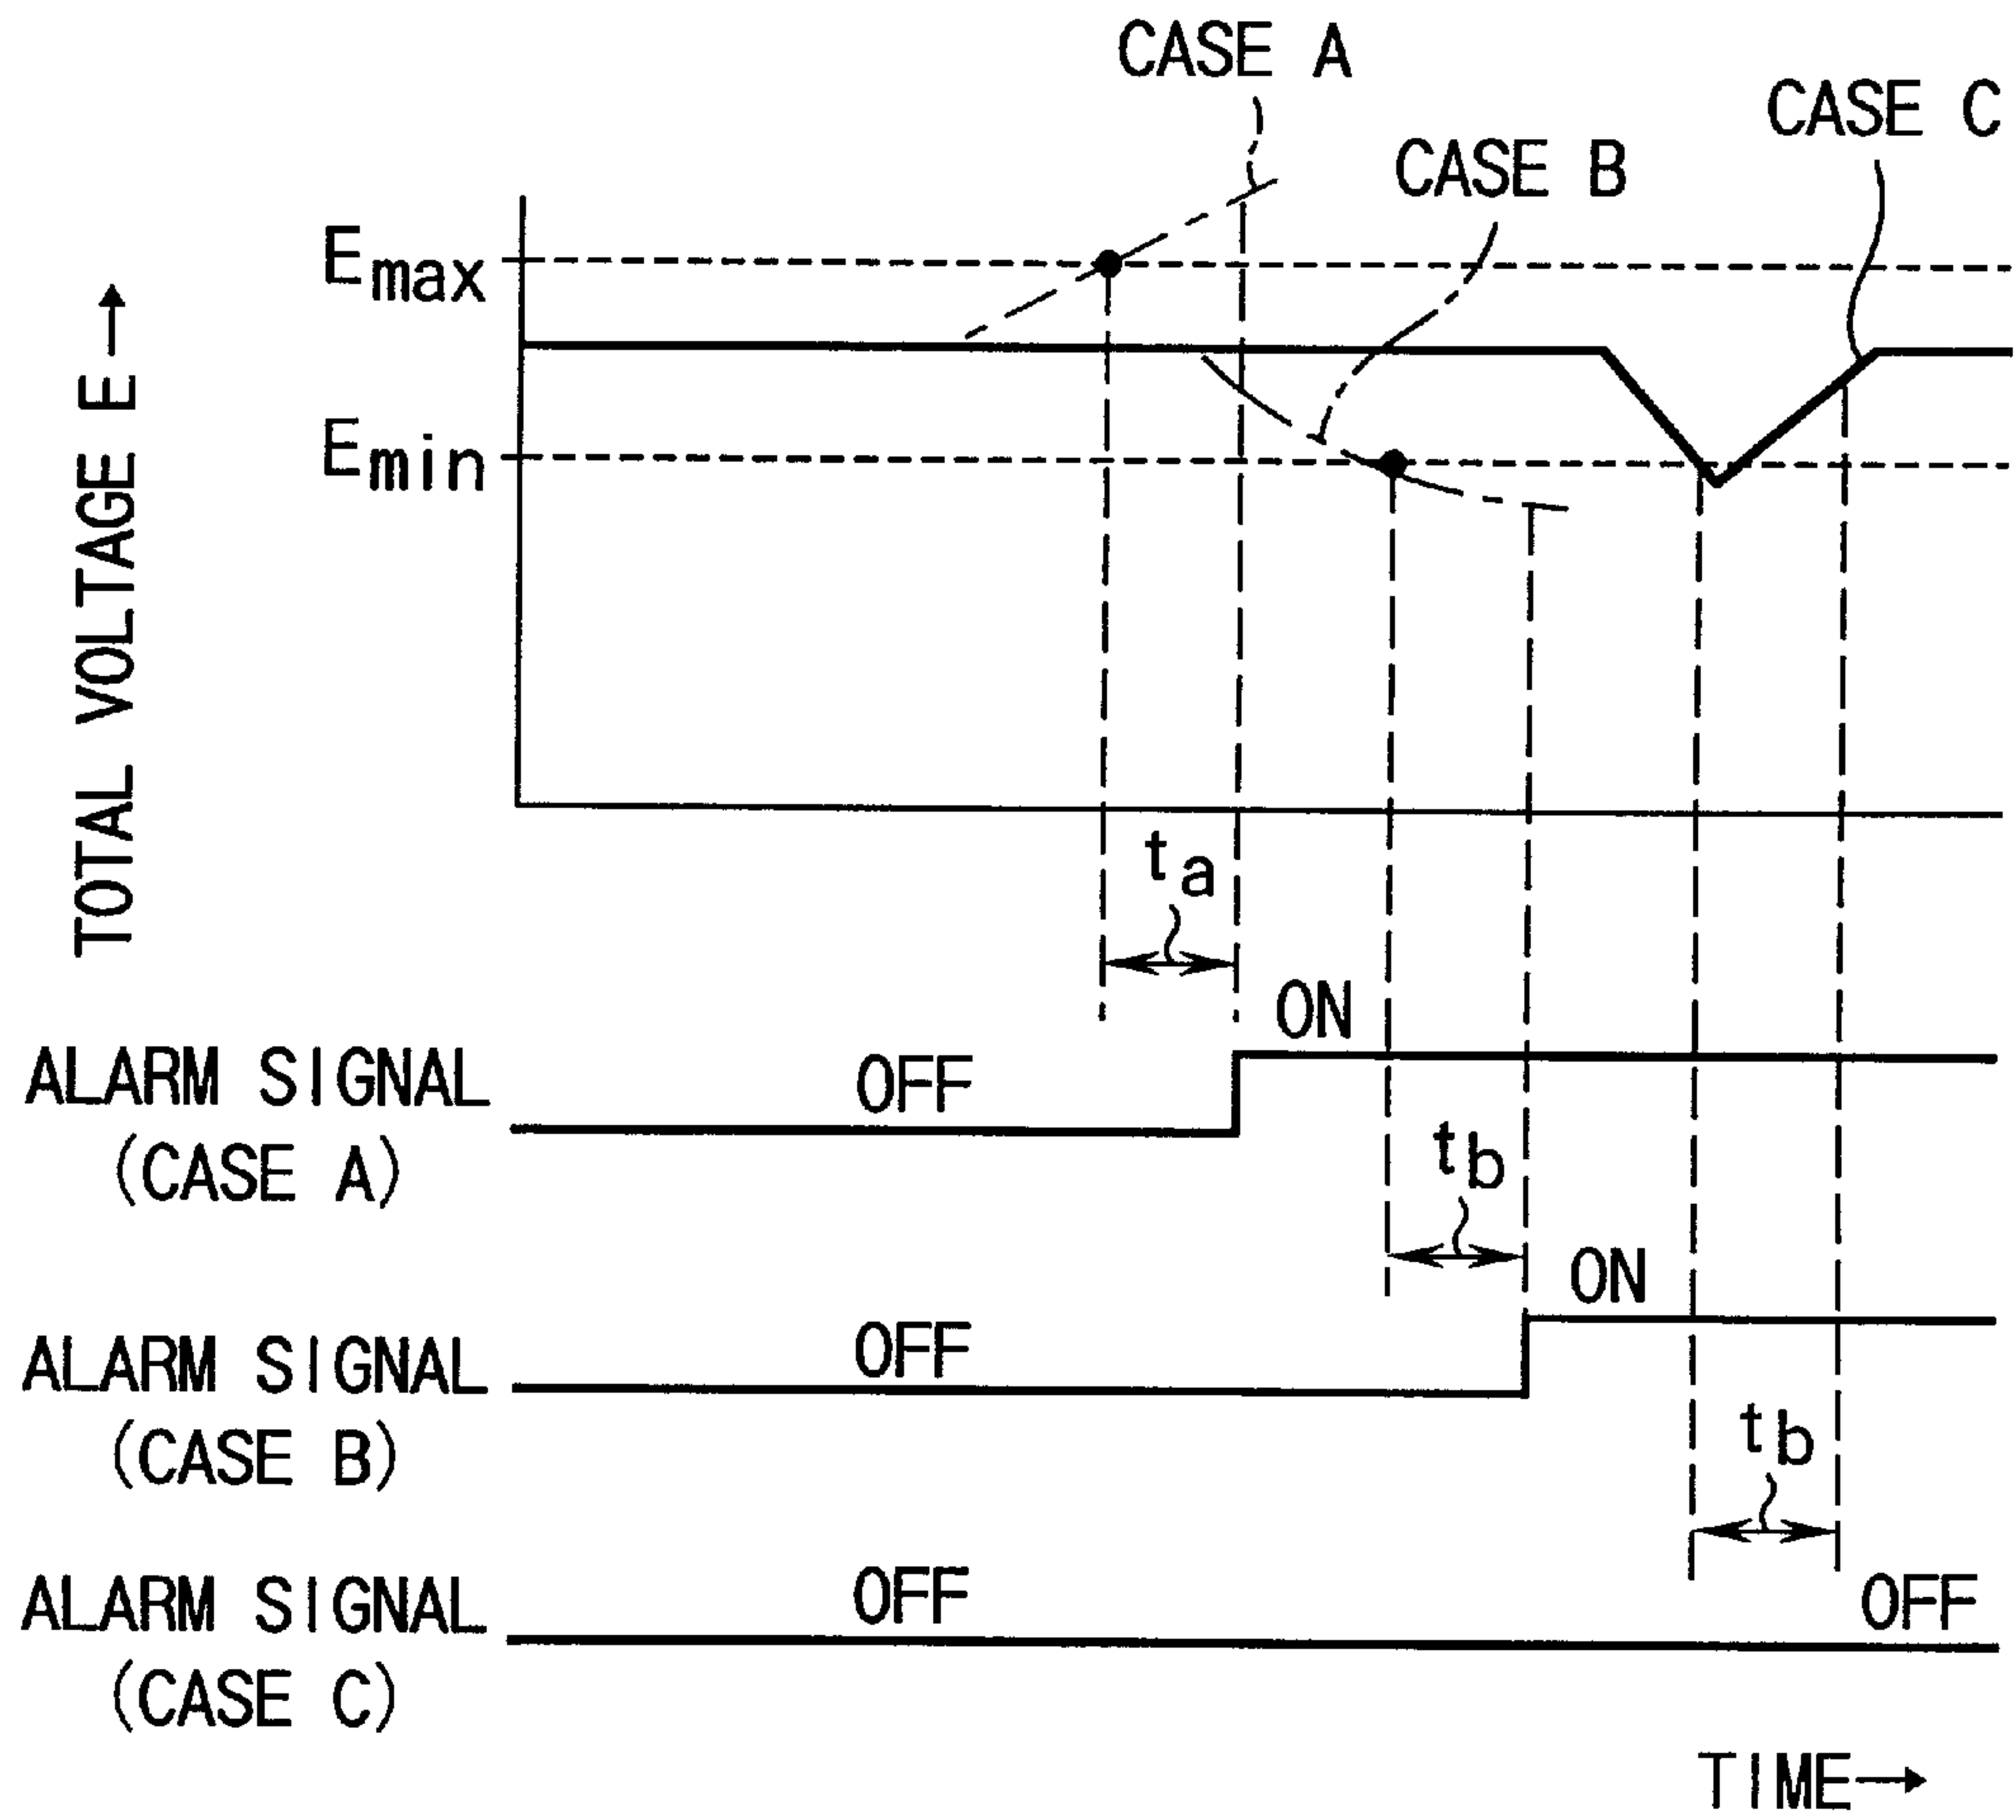 CASE A
CASE C
CASE B
Emax
Emin
TOTAL VOLTAGE E→
ta
ON
ALARM SIGNAL
(CASE A)
OFF
tb
ON
ALARM SIGNAL
(CASE B)
OFF
tb
ALARM SIGNAL
(CASE C)
OFF
OFF
TIME→